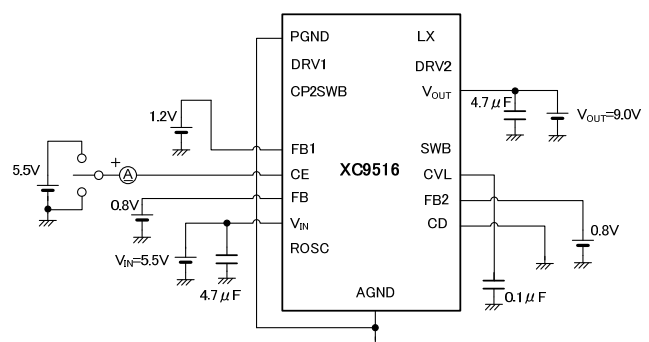 PGND
LX
DRV1
DRV2
CP2SWB
VOUT
4.7μF
VOUT=9.0V
1.2V
FB1
XC9516
SWB
5.5V
+
A
CE
CVL
0.8V
FB
FB2
VIN
CD
0.8V
VIN=5.5V
ROSC
4.7μF
AGND
0.1μF